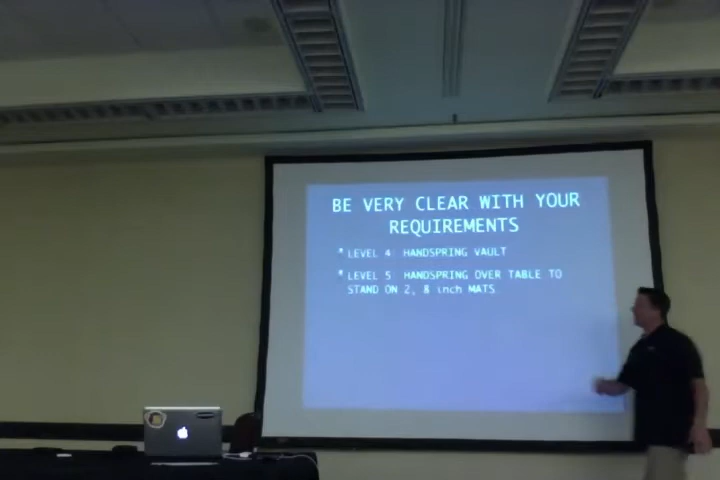 BE VERY CLEAR WITH YOUR
REQUIREMENTS
* LEVEL 4: HANDSPRING VAULT
* LEVEL 5: HANDSPRING OVER TABLE TO
STAND ON 2, 8 inch MATS